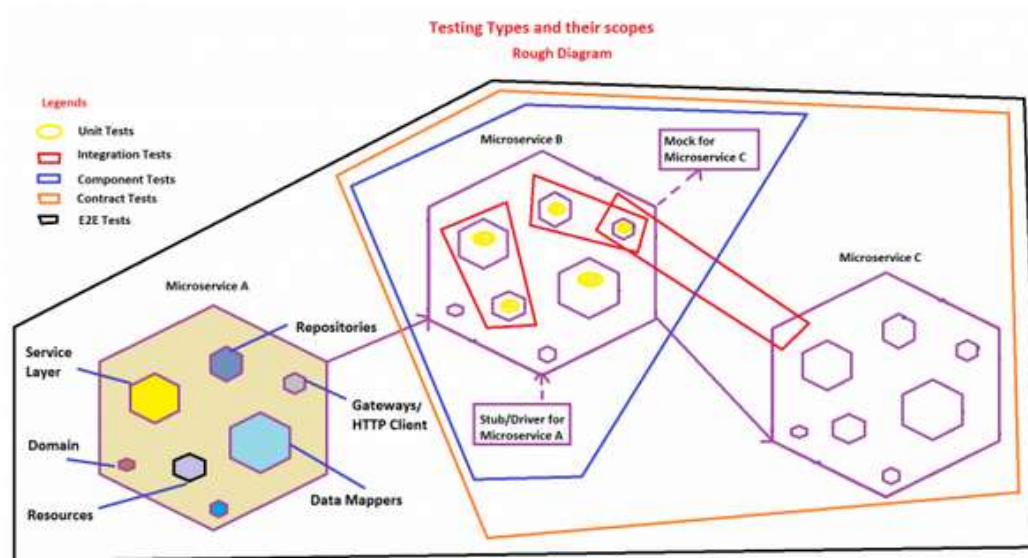 Testing Types and their scopes
Rough Diagram
Legends
Unit Tests
Integration Tests
Component Tests
Contract Tests
E2E Tests
Microservice B
Mock for
Microservice C
Microservice C
Microservice A
Repositories
Service
Layer
Gateways/
HTTP Client
Stub/Driver for
Microservice A
Domain
Data Mappers
Resources